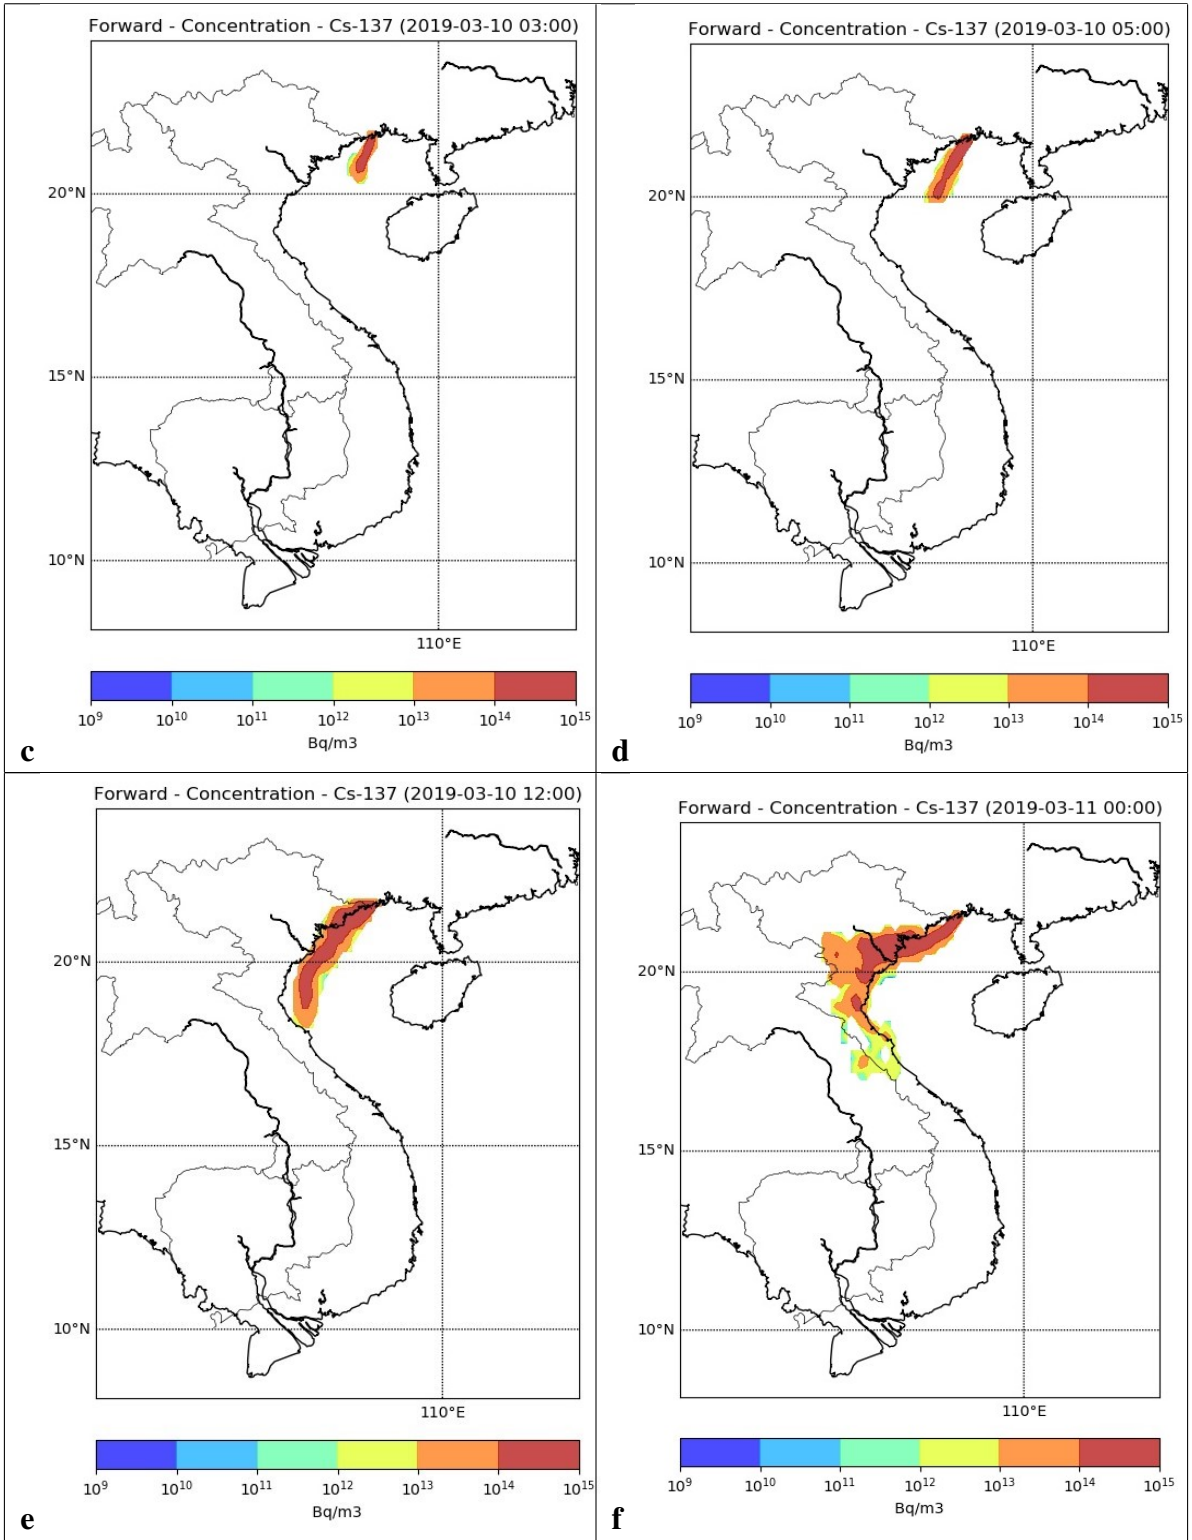 Forward - Concentration - Cs-137 (2019-03-10 03:00)
20°N
15°N
10°N
110°E
10⁹ 10¹⁰ 10¹¹ 10¹² 10¹³ 10¹⁴ 10¹⁵
Bq/m3
c
Forward - Concentration - Cs-137 (2019-03-10 05:00)
20°N
15°N
10°N
110°E
10⁹ 10¹⁰ 10¹¹ 10¹² 10¹³ 10¹⁴ 10¹⁵
Bq/m3
d
Forward - Concentration - Cs-137 (2019-03-10 12:00)
20°N
15°N
10°N
110°E
10⁹ 10¹⁰ 10¹¹ 10¹² 10¹³ 10¹⁴ 10¹⁵
Bq/m3
e
Forward - Concentration - Cs-137 (2019-03-11 00:00)
20°N
15°N
10°N
110°E
10⁹ 10¹⁰ 10¹¹ 10¹² 10¹³ 10¹⁴ 10¹⁵
Bq/m3
f